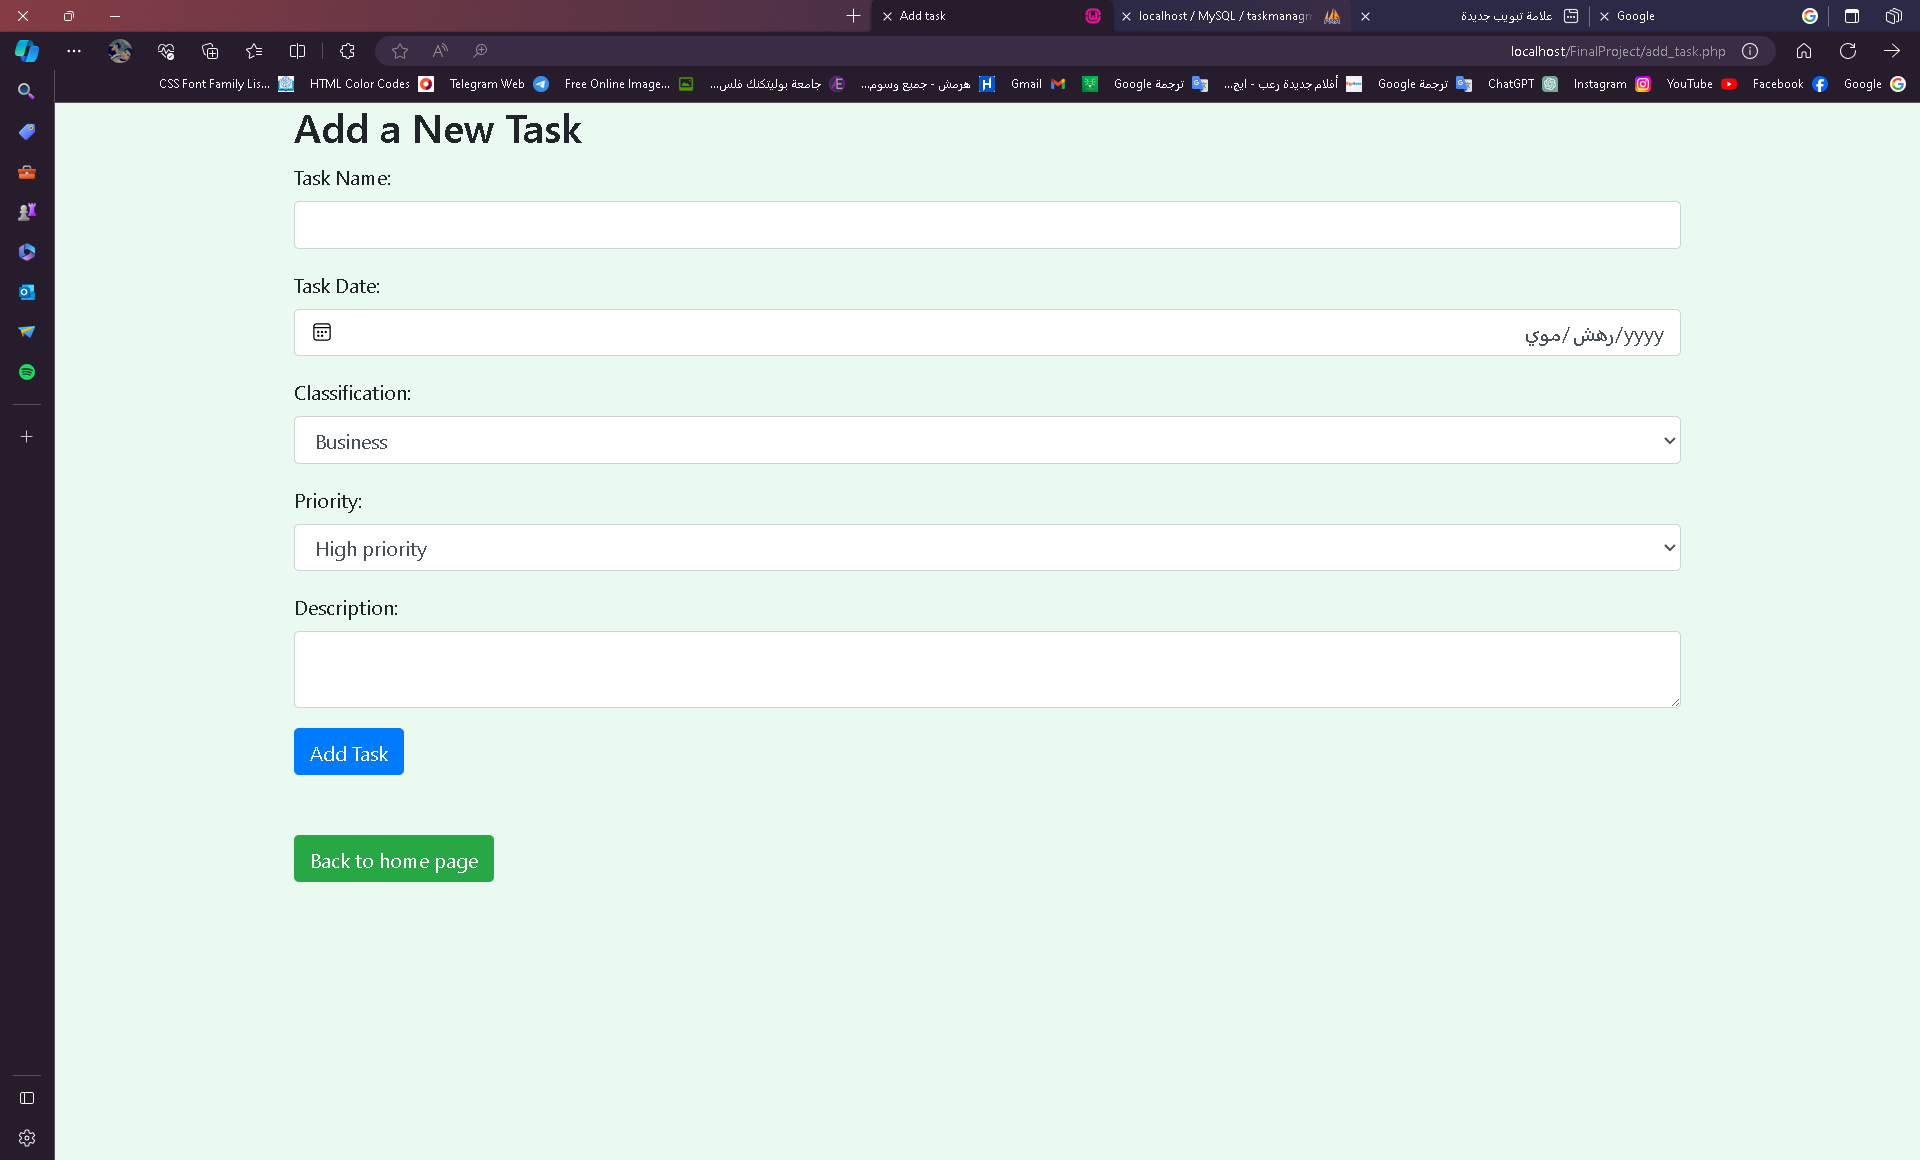 Add task
localhost / MySQL / taskmanagn
علامة تبويب جديدة
Google
localhost/FinalProject/add_task.php
CSS Font Family Lis...
HTML Color Codes
Telegram Web
Free Online Image...
جامعة بوليتكنك فلس...
هرمش - جميع وسوم...
Gmail
ترجمة Google
أفلام جديدة رعب - ايج...
ترجمة Google
ChatGPT
Instagram
YouTube
Facebook
Google
Add a New Task
Task Name:
Task Date:
yyyy/رهش/موي
Classification:
Business
Priority:
High priority
Description:
Add Task
Back to home page